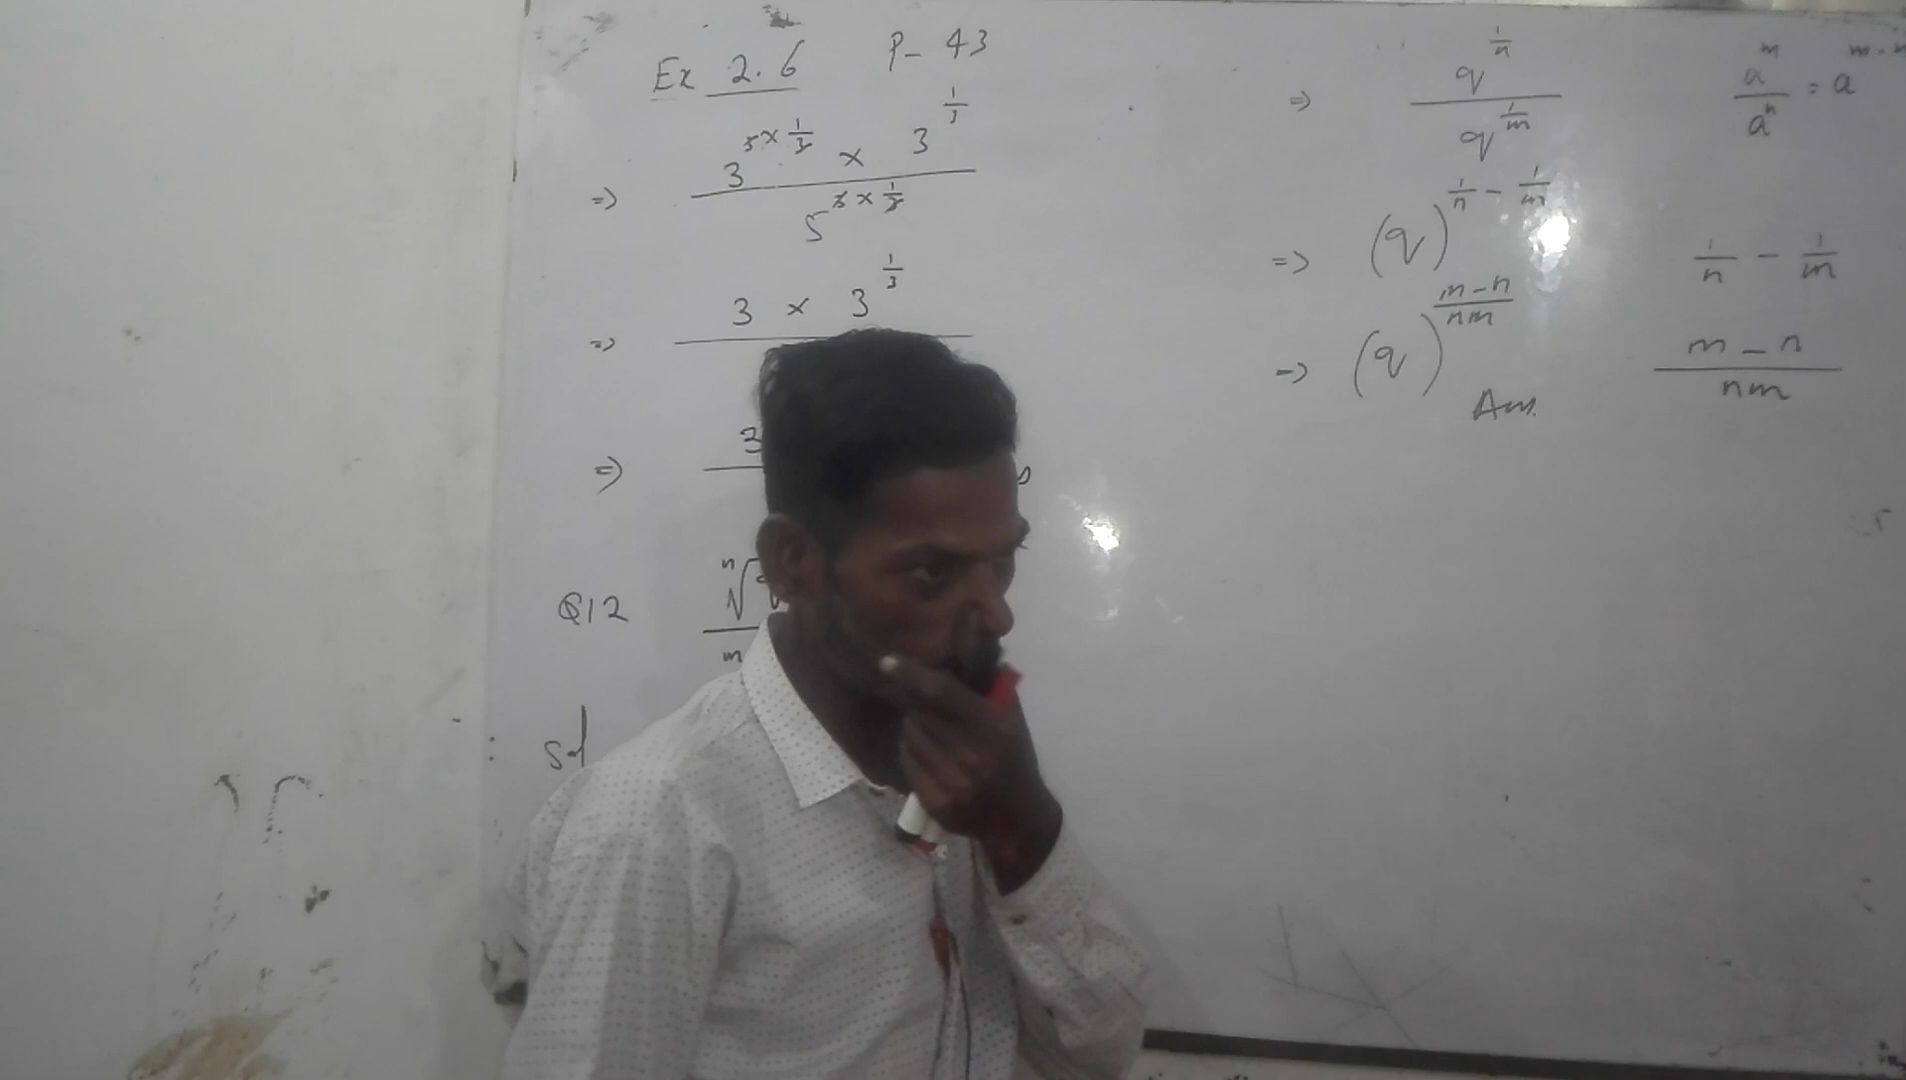 Ex 2.6 P- 43
=> 3^(3 × 1/3) × 3^(1/3) / 5^(3 × 1/3)
=> 3 × 3^(1/3)
=> 3
Q12 ⁿ√q
m
Sol
=> q^(1/n) / q^(1/m)
a^m / a^n = a^(m-n)
=> (q)^(1/n - 1/m)
1/n - 1/m
=> (q)^((m-n)/nm)
m - n / nm
Ans.